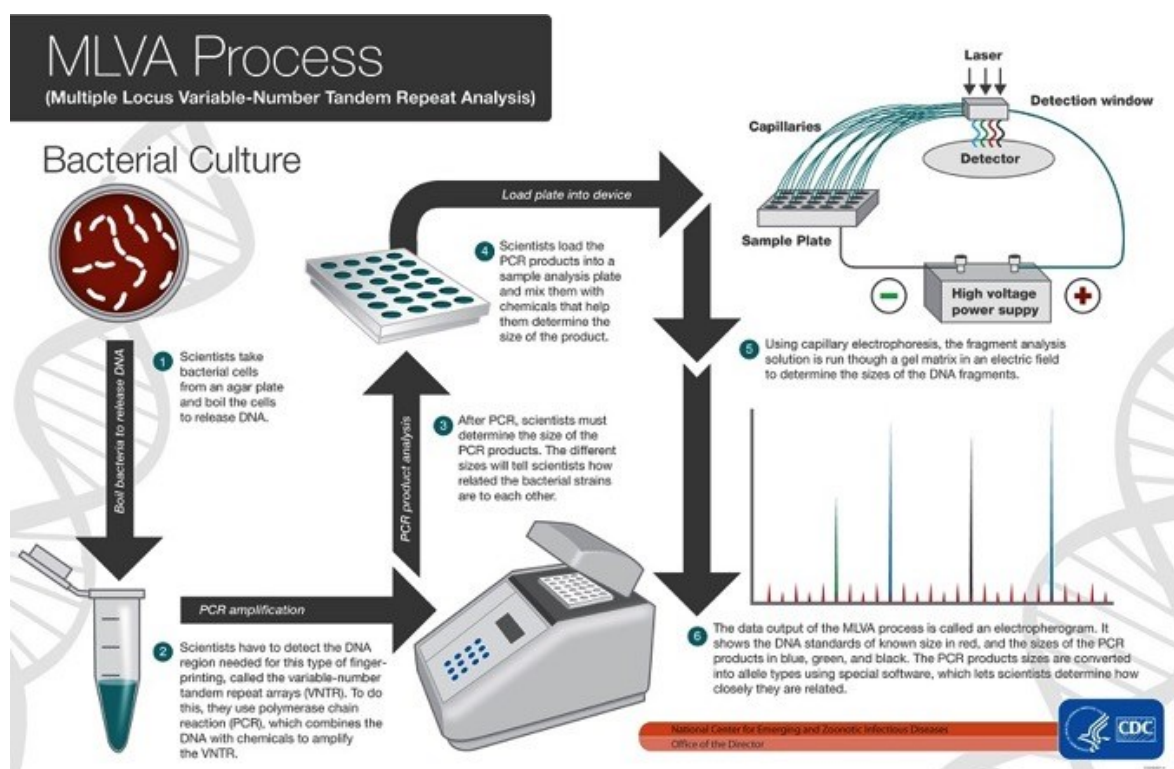 MLVA Process
(Multiple Locus Variable-Number Tandem Repeat Analysis)
Bacterial Culture
Boil bacteria to release DNA
1
Scientists take
bacterial cells
from an agar plate
and boil the cells
to release DNA.
PCR amplification
2
Scientists have to detect the DNA
region needed for this type of finger-
printing, called the variable-number
tandem repeat arrays (VNTR). To do
this, they use polymerase chain
reaction (PCR), which combines the
DNA with chemicals to amplify
the VNTR.
PCR product analysis
3
After PCR, scientists must
determine the size of the
PCR products. The different
sizes will tell scientists how
related the bacterial strains
are to each other.
4
Scientists load the
PCR products into a
sample analysis plate
and mix them with
chemicals that help
them determine the
size of the product.
Load plate into device
Laser
Detection window
Capillaries
Detector
Sample Plate
High voltage
power suppy
5
Using capillary electrophoresis, the fragment analysis
solution is run though a gel matrix in an electric field
to determine the sizes of the DNA fragments.
6
The data output of the MLVA process is called an electropherogram. It
shows the DNA standards of known size in red, and the sizes of the PCR
products in blue, green, and black. The PCR products sizes are converted
into allele types using special software, which lets scientists determine how
closely they are related.
National Center for Emerging and Zoonotic Infectious Diseases
Office of the Director
CDC